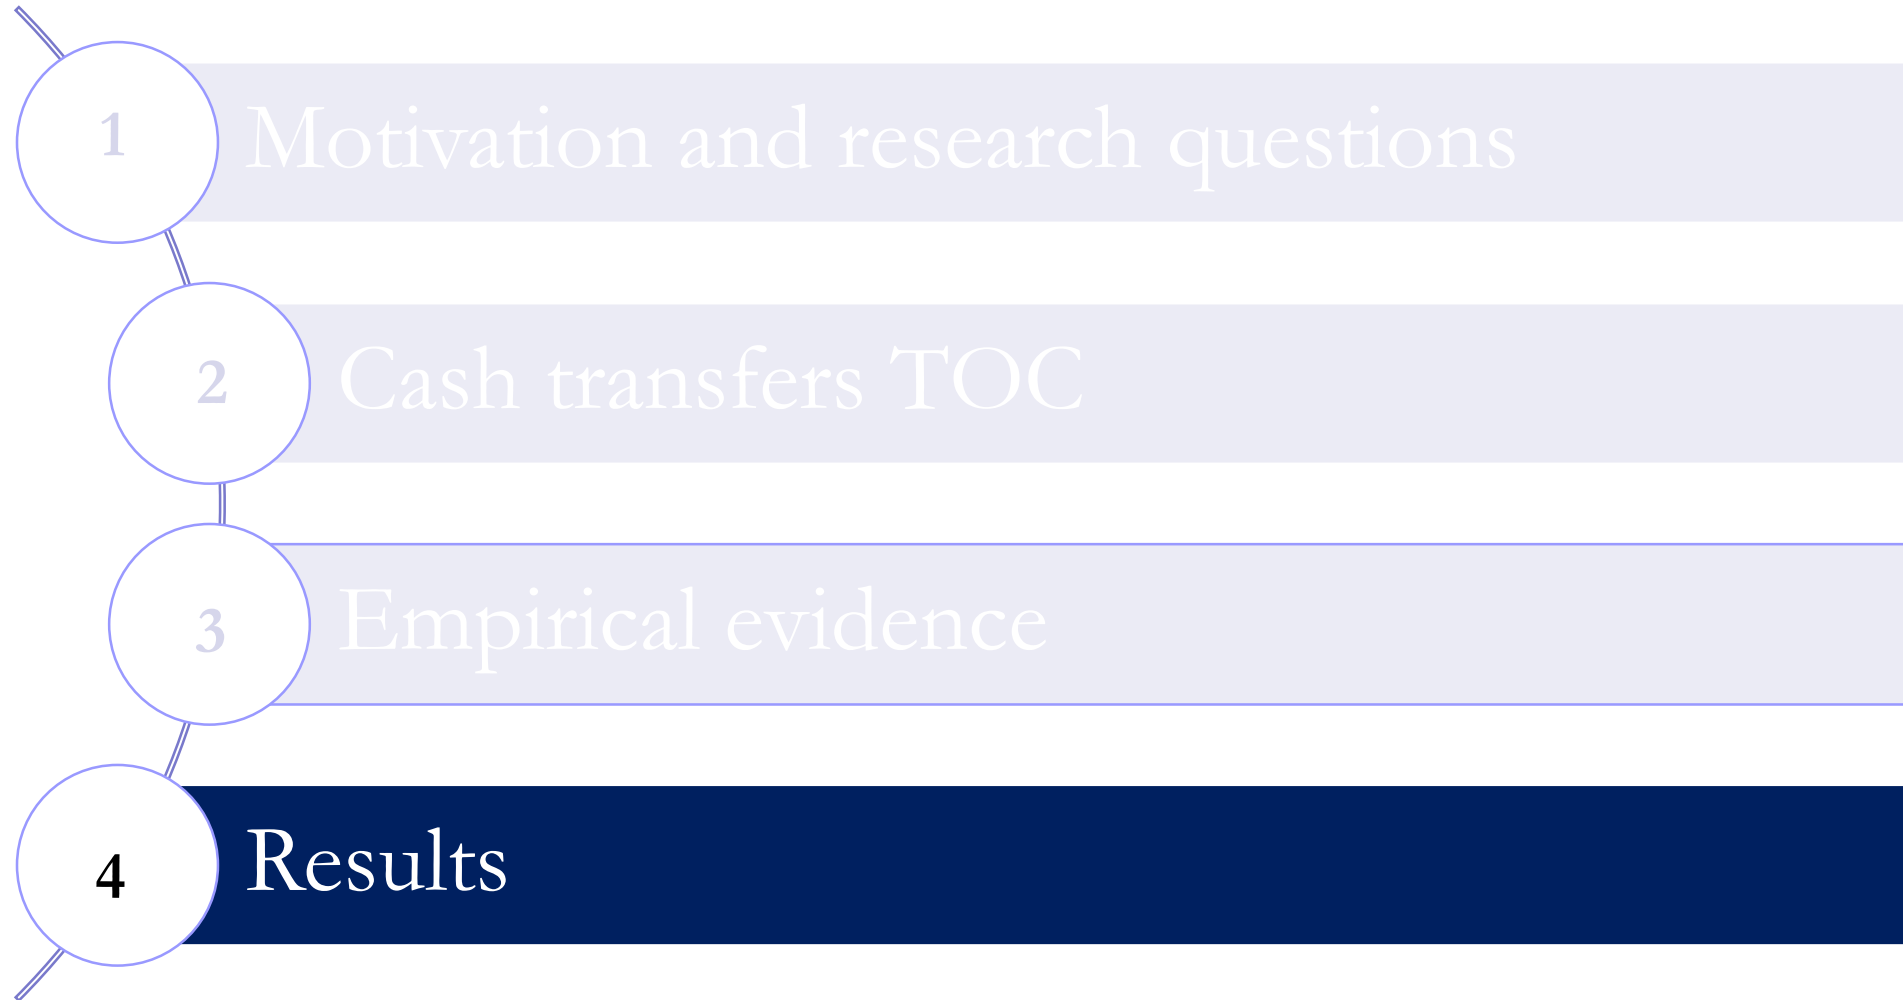 1 Motivation and research questions
2 Cash transfers TOC
3 Empirical evidence
4 Results